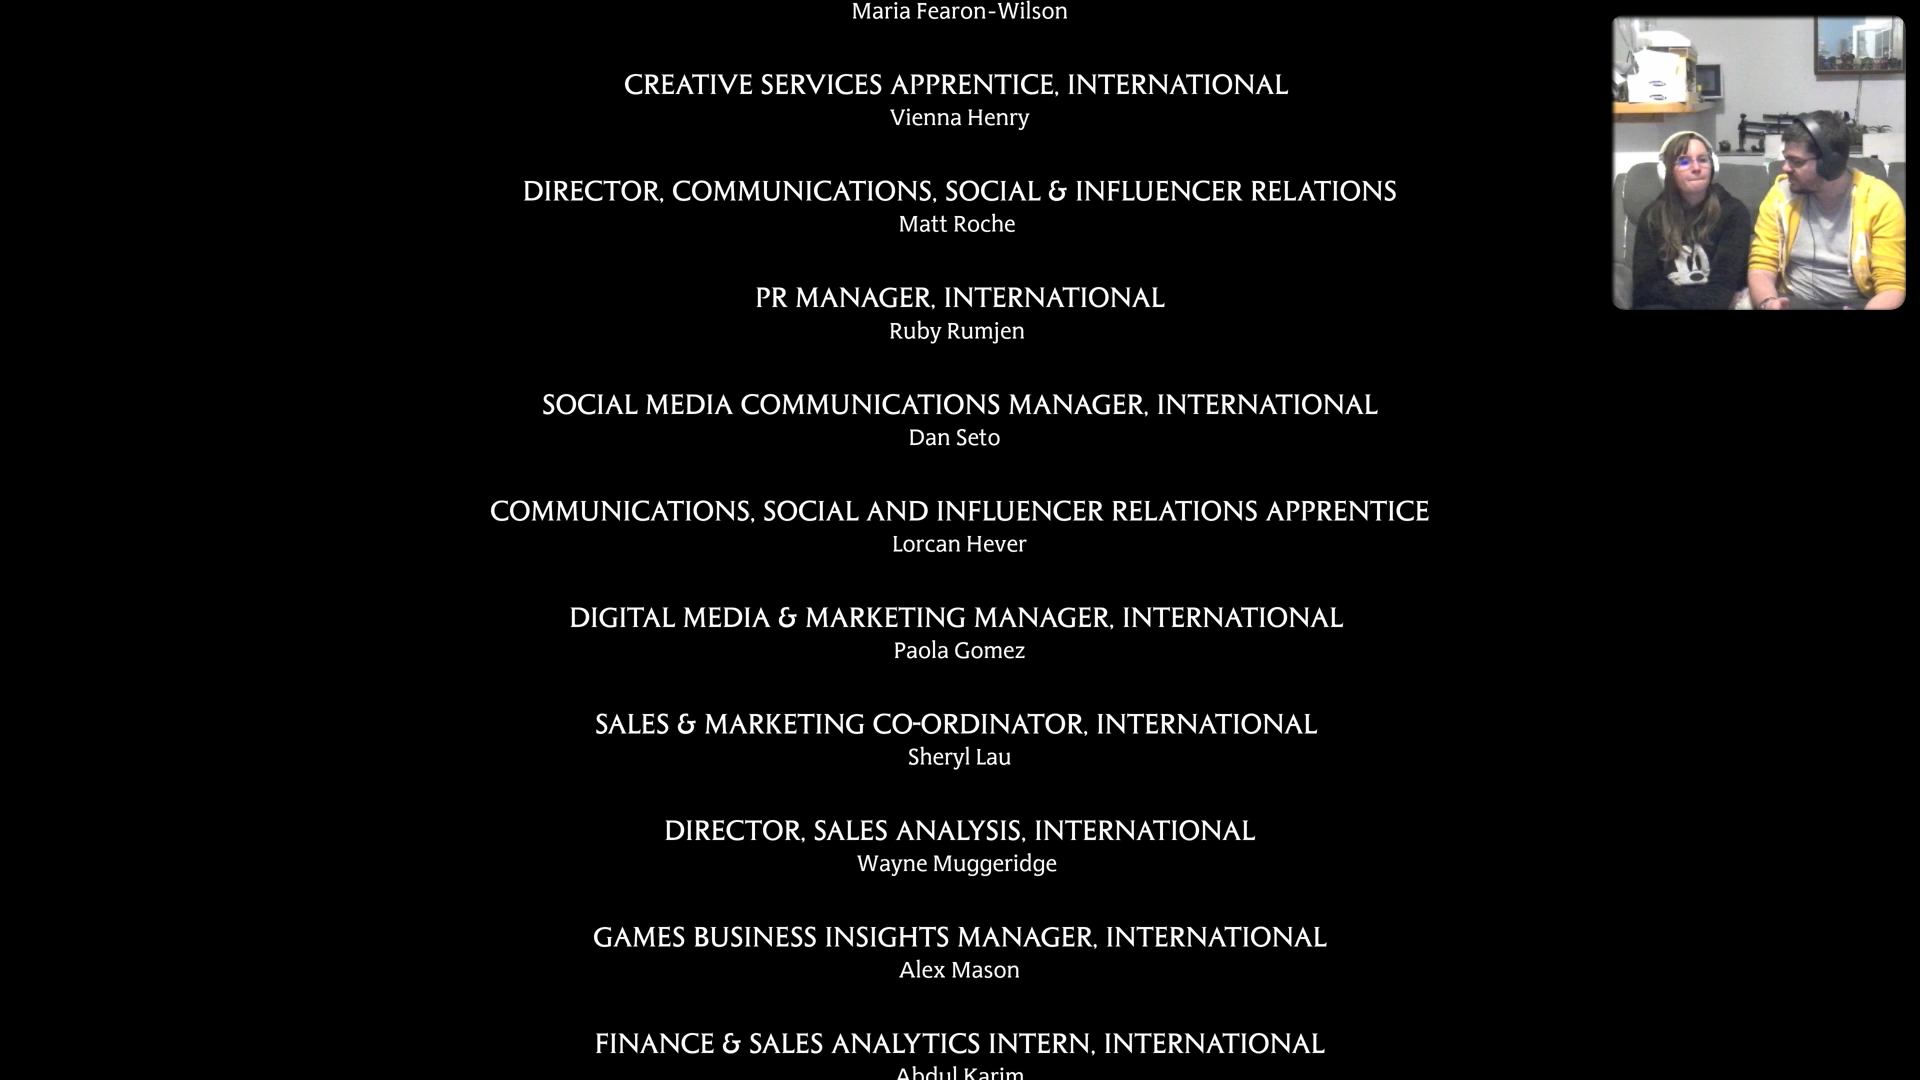 Maria Fearon-Wilson
CREATIVE SERVICES APPRENTICE, INTERNATIONAL
Vienna Henry
DIRECTOR, COMMUNICATIONS, SOCIAL & INFLUENCER RELATIONS
Matt Roche
PR MANAGER, INTERNATIONAL
Ruby Rumjen
SOCIAL MEDIA COMMUNICATIONS MANAGER, INTERNATIONAL
Dan Seto
COMMUNICATIONS, SOCIAL AND INFLUENCER RELATIONS APPRENTICE
Lorcan Hever
DIGITAL MEDIA & MARKETING MANAGER, INTERNATIONAL
Paola Gomez
SALES & MARKETING CO-ORDINATOR, INTERNATIONAL
Sheryl Lau
DIRECTOR, SALES ANALYSIS, INTERNATIONAL
Wayne Muggeridge
GAMES BUSINESS INSIGHTS MANAGER, INTERNATIONAL
Alex Mason
FINANCE & SALES ANALYTICS INTERN, INTERNATIONAL
Abdul Karim